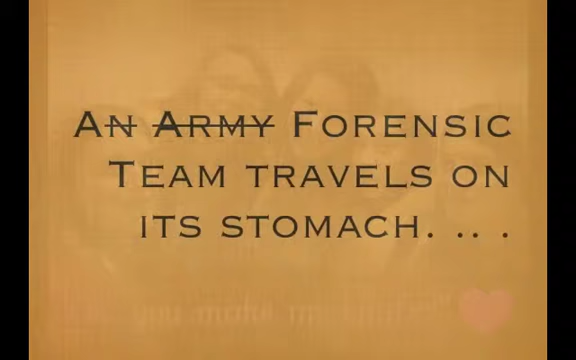 An Army Forensic
Team travels on
its stomach. .. .